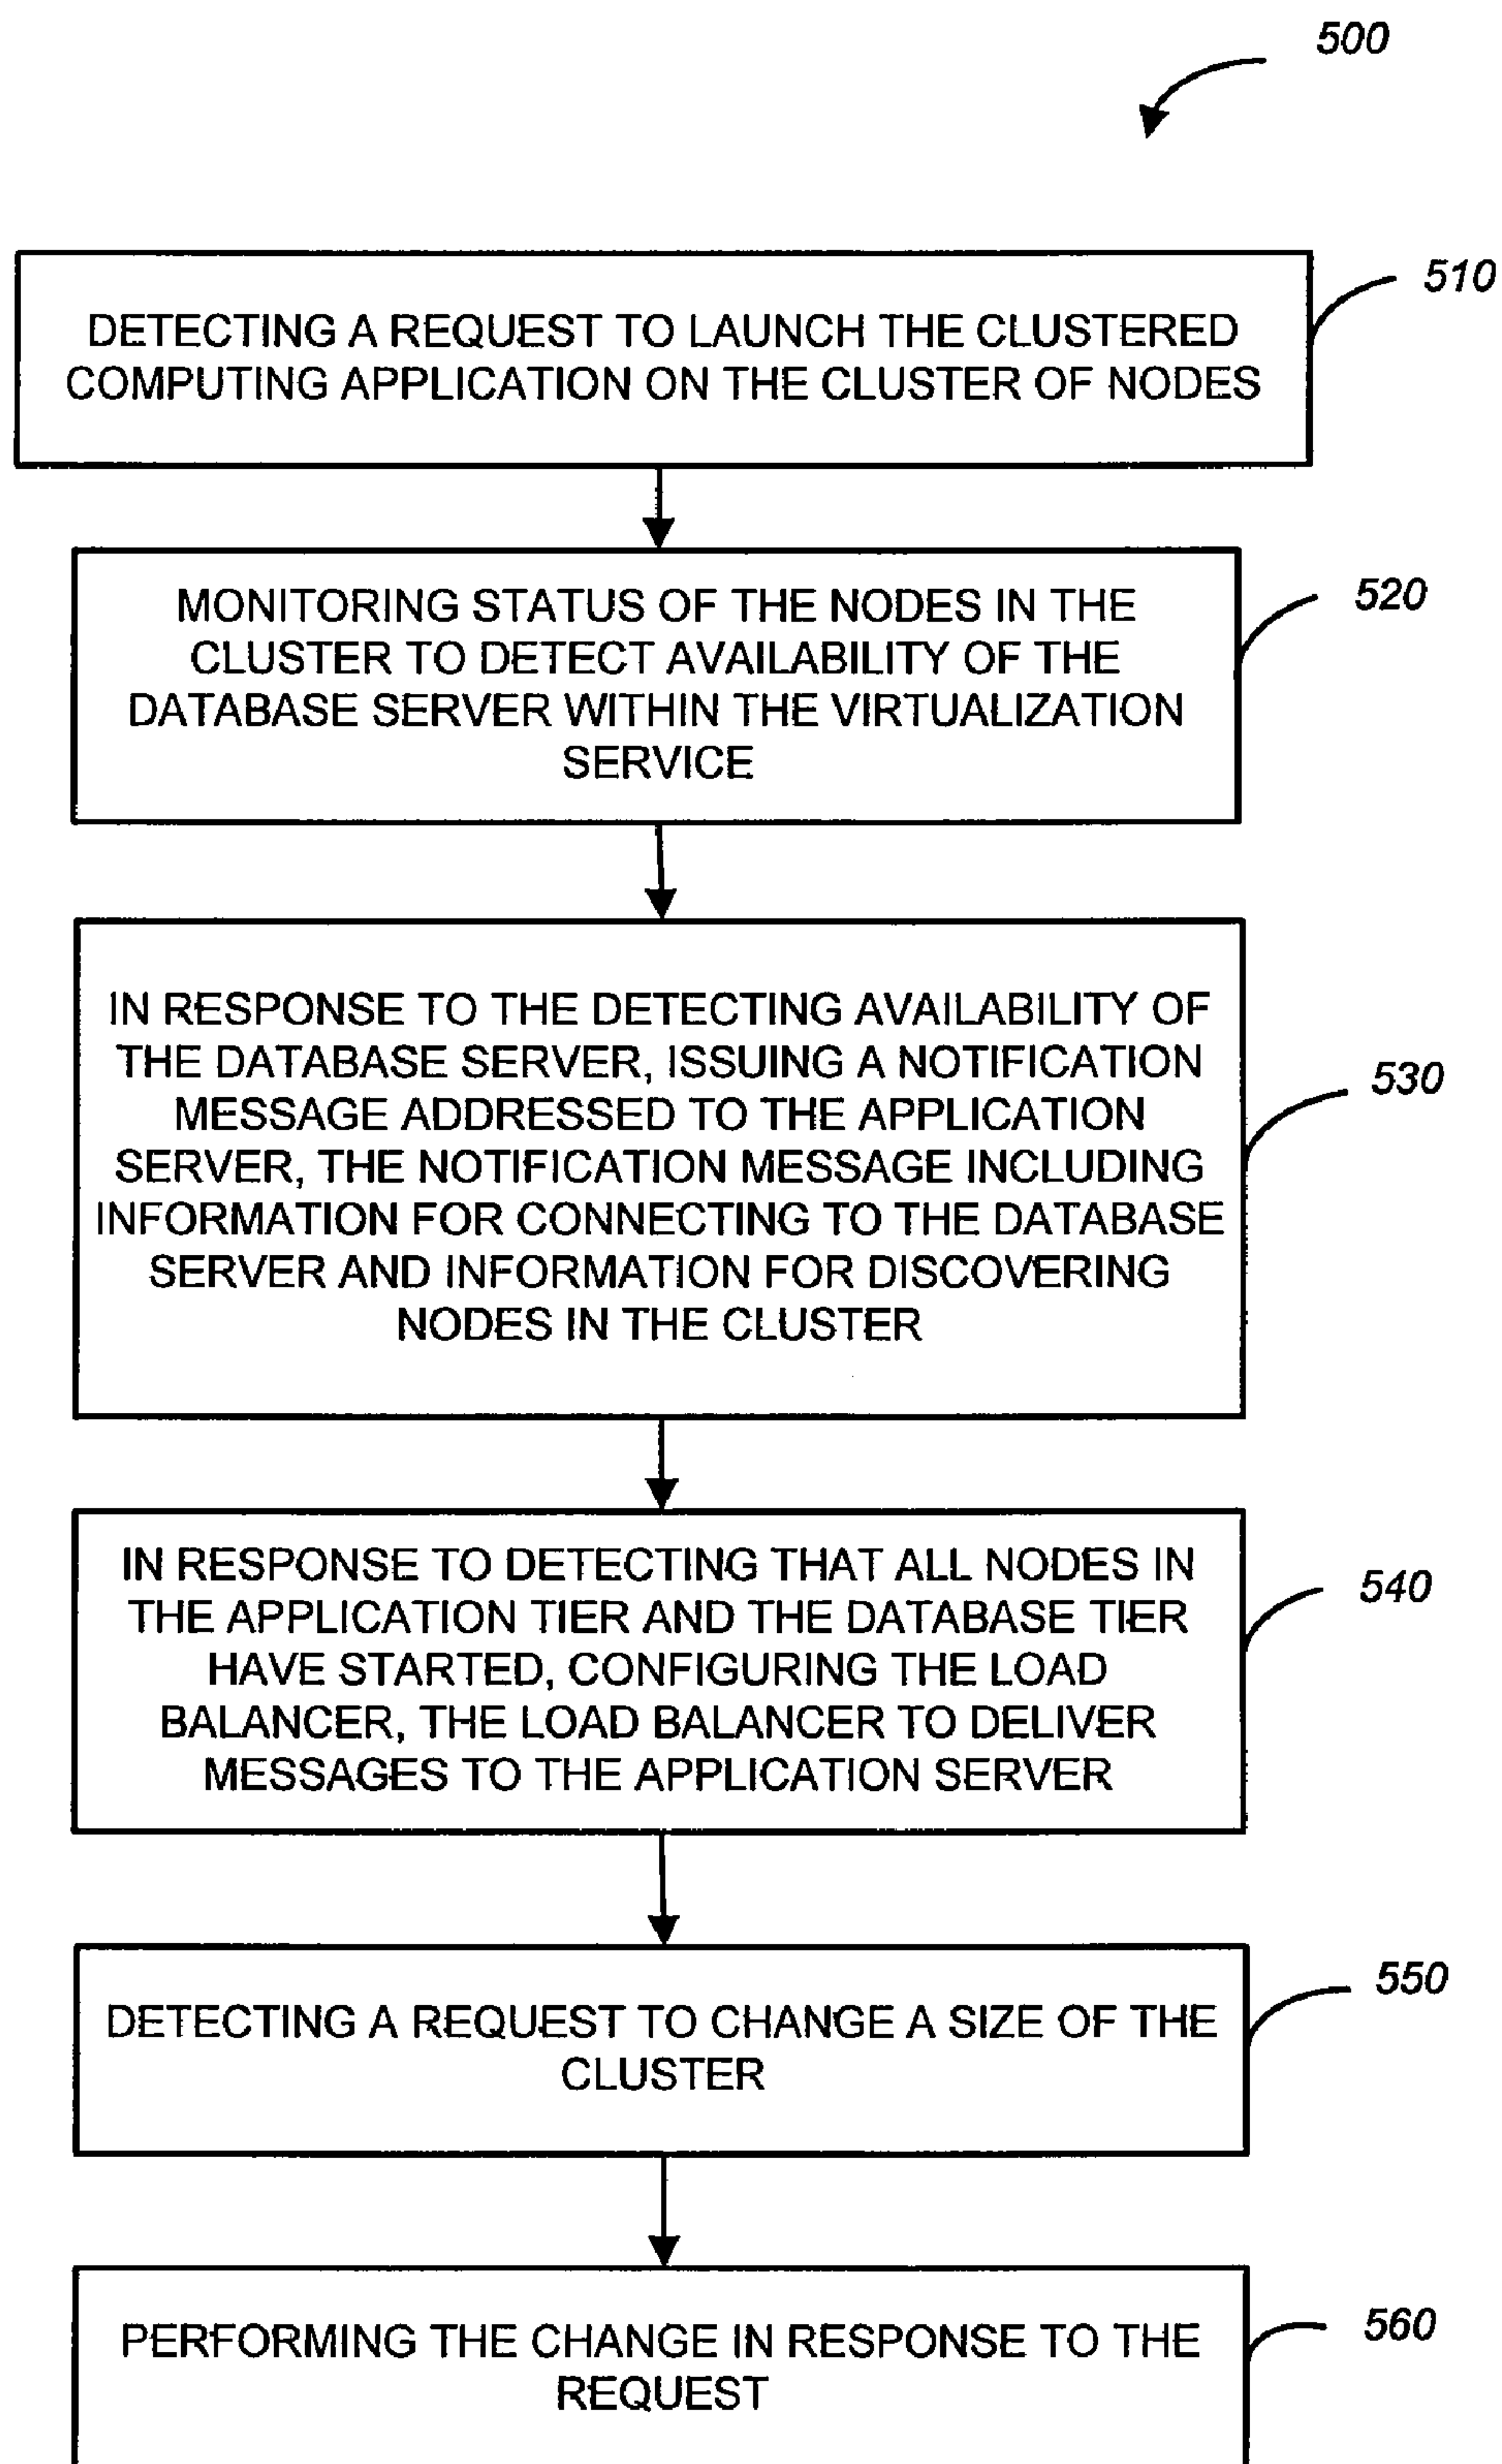 500
510
DETECTING A REQUEST TO LAUNCH THE CLUSTERED
COMPUTING APPLICATION ON THE CLUSTER OF NODES
520
MONITORING STATUS OF THE NODES IN THE
CLUSTER TO DETECT AVAILABILITY OF THE
DATABASE SERVER WITHIN THE VIRTUALIZATION
SERVICE
530
IN RESPONSE TO THE DETECTING AVAILABILITY OF
THE DATABASE SERVER, ISSUING A NOTIFICATION
MESSAGE ADDRESSED TO THE APPLICATION
SERVER, THE NOTIFICATION MESSAGE INCLUDING
INFORMATION FOR CONNECTING TO THE DATABASE
SERVER AND INFORMATION FOR DISCOVERING
NODES IN THE CLUSTER
540
IN RESPONSE TO DETECTING THAT ALL NODES IN
THE APPLICATION TIER AND THE DATABASE TIER
HAVE STARTED, CONFIGURING THE LOAD
BALANCER, THE LOAD BALANCER TO DELIVER
MESSAGES TO THE APPLICATION SERVER
550
DETECTING A REQUEST TO CHANGE A SIZE OF THE
CLUSTER
560
PERFORMING THE CHANGE IN RESPONSE TO THE
REQUEST